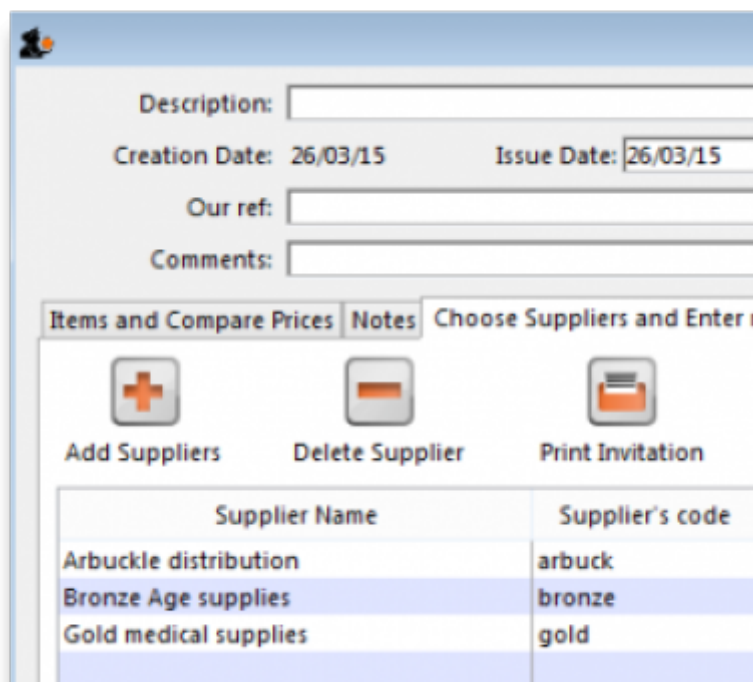 Description:
Creation Date: 26/03/15 Issue Date: 26/03/15
Our ref:
Comments:
Items and Compare Prices Notes Choose Suppliers and Enter
Add Suppliers Delete Supplier Print Invitation
Supplier Name Supplier's code
Arbuckle distribution arbuck
Bronze Age supplies bronze
Gold medical supplies gold